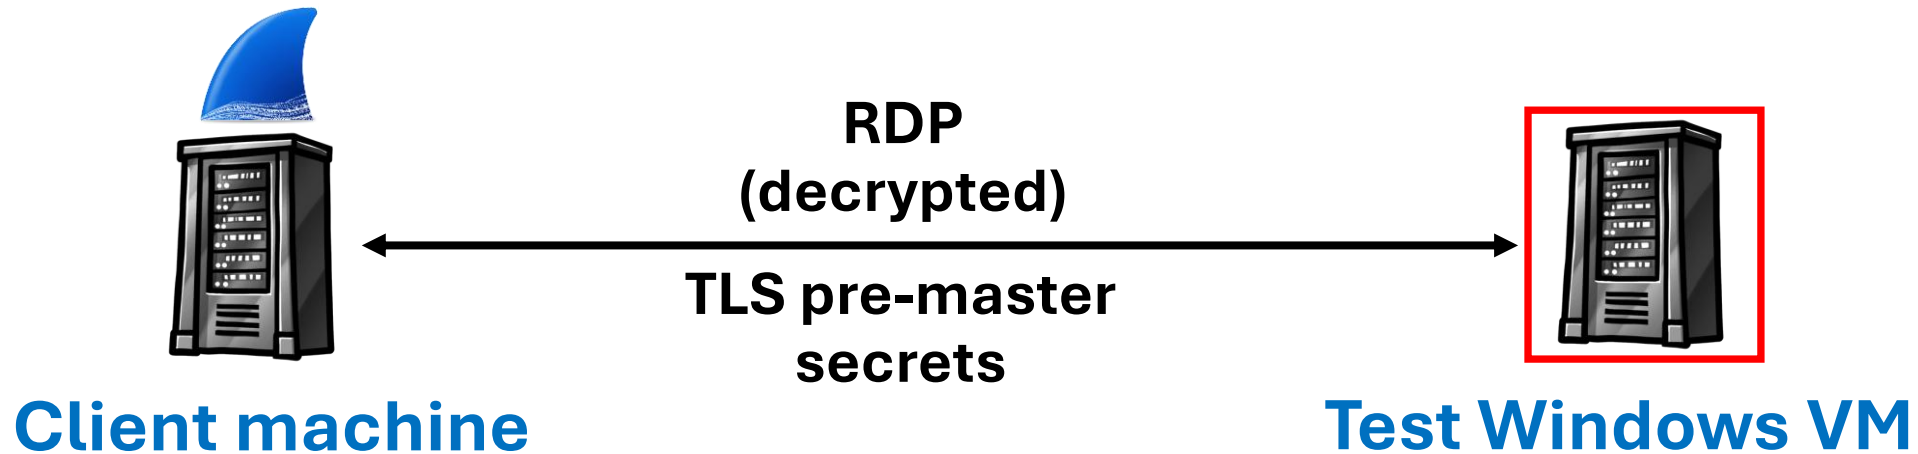 RDP
(decrypted)
TLS pre-master
secrets
Client machine
Test Windows VM